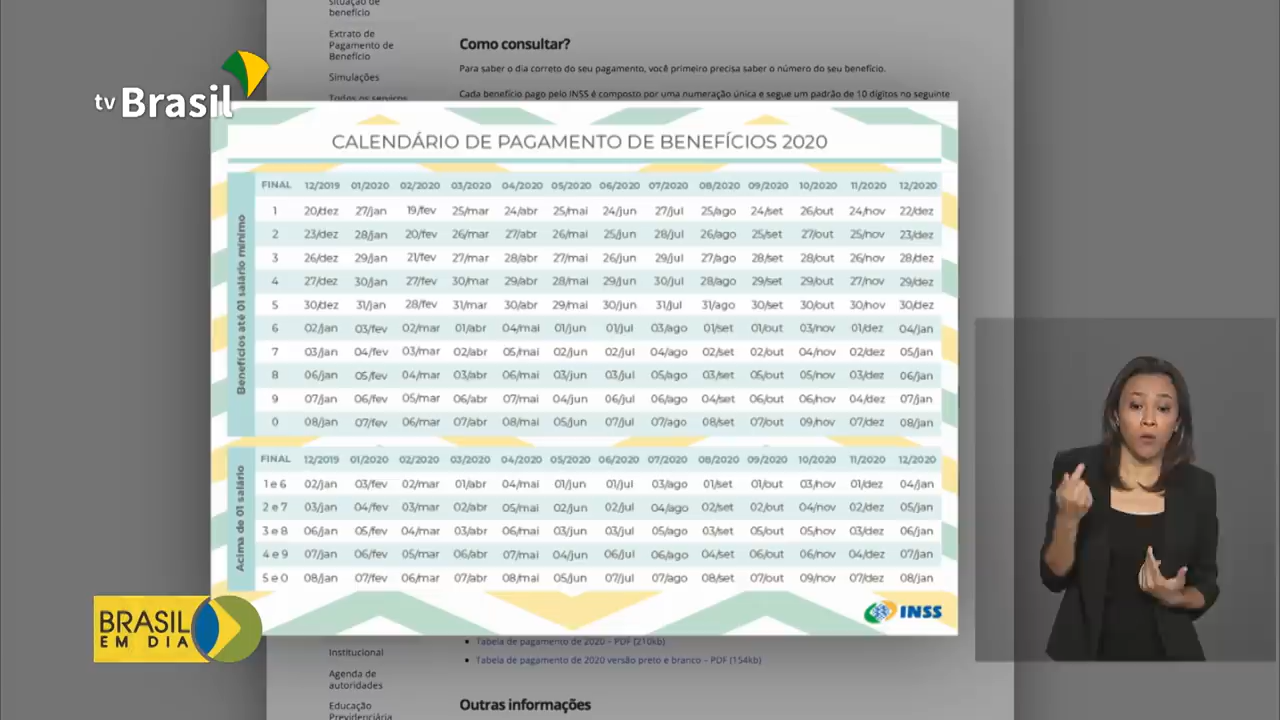 situação de
benefício
Extrato de
Pagamento de
Benefício
Simulações
Todos os serviços
Como consultar?
Para saber o dia correto do seu pagamento, você primeiro precisa saber o número do seu benefício.
Cada benefício pago pelo INSS é composto por uma numeração única e segue um padrão de 10 dígitos no seguinte
tv Brasil
CALENDÁRIO DE PAGAMENTO DE BENEFÍCIOS 2020
Benefícios até 01 salário mínimo
FINAL 12/2019 01/2020 02/2020 03/2020 04/2020 05/2020 06/2020 07/2020 08/2020 09/2020 10/2020 11/2020 12/2020
1 20/dez 27/jan 19/fev 25/mar 24/abr 25/mai 24/jun 27/jul 25/ago 24/set 26/out 24/nov 22/dez
2 23/dez 28/jan 20/fev 26/mar 27/abr 26/mai 25/jun 28/jul 26/ago 25/set 27/out 25/nov 23/dez
3 26/dez 29/jan 21/fev 27/mar 28/abr 27/mai 26/jun 29/jul 27/ago 28/set 28/out 26/nov 28/dez
4 27/dez 30/jan 27/fev 30/mar 29/abr 28/mai 29/jun 30/jul 28/ago 29/set 29/out 27/nov 29/dez
5 30/dez 31/jan 28/fev 31/mar 30/abr 29/mai 30/jun 31/jul 31/ago 30/set 30/out 30/nov 30/dez
6 02/jan 03/fev 02/mar 01/abr 04/mai 01/jun 01/jul 03/ago 01/set 01/out 03/nov 01/dez 04/jan
7 03/jan 04/fev 03/mar 02/abr 05/mai 02/jun 02/jul 04/ago 02/set 02/out 04/nov 02/dez 05/jan
8 06/jan 05/fev 04/mar 03/abr 06/mai 03/jun 03/jul 05/ago 03/set 05/out 05/nov 03/dez 06/jan
9 07/jan 06/fev 05/mar 06/abr 07/mai 04/jun 06/jul 06/ago 04/set 06/out 06/nov 04/dez 07/jan
0 08/jan 07/fev 06/mar 07/abr 08/mai 05/jun 07/jul 07/ago 08/set 07/out 09/nov 07/dez 08/jan
Acima de 01 salário
FINAL 12/2019 01/2020 02/2020 03/2020 04/2020 05/2020 06/2020 07/2020 08/2020 09/2020 10/2020 11/2020 12/2020
1 e 6 02/jan 03/fev 02/mar 01/abr 04/mai 01/jun 01/jul 03/ago 01/set 01/out 03/nov 01/dez 04/jan
2 e 7 03/jan 04/fev 03/mar 02/abr 05/mai 02/jun 02/jul 04/ago 02/set 02/out 04/nov 02/dez 05/jan
3 e 8 06/jan 05/fev 04/mar 03/abr 06/mai 03/jun 03/jul 05/ago 03/set 05/out 05/nov 03/dez 06/jan
4 e 9 07/jan 06/fev 05/mar 06/abr 07/mai 04/jun 06/jul 06/ago 04/set 06/out 06/nov 04/dez 07/jan
5 e 0 08/jan 07/fev 06/mar 07/abr 08/mai 05/jun 07/jul 07/ago 08/set 07/out 09/nov 07/dez 08/jan
INSS
BRASIL
EM DIA
Tabela de pagamento de 2020 – PDF (210kb)
Tabela de pagamento de 2020 versão preto e branco – PDF (154kb)
Institucional
Agenda de
autoridades
Educação
Previdenciária
Outras informações